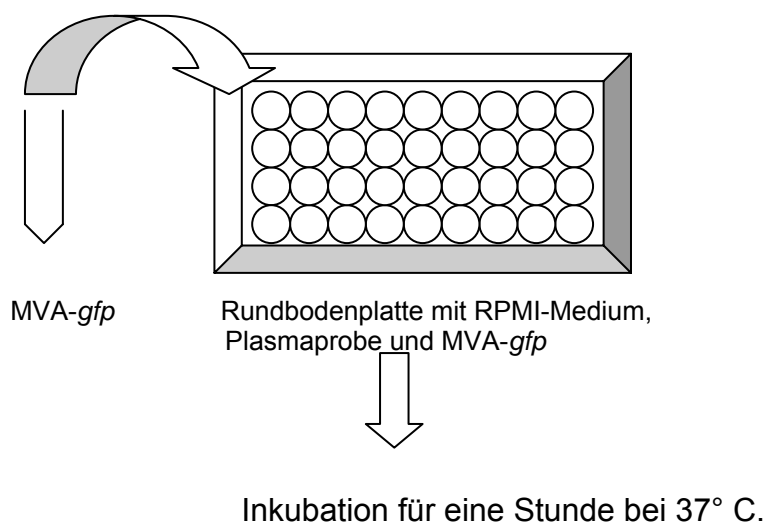 MVA-gfp
Rundbodenplatte mit RPMI-Medium,
Plasmaprobe und MVA-gfp
Inkubation für eine Stunde bei 37° C.